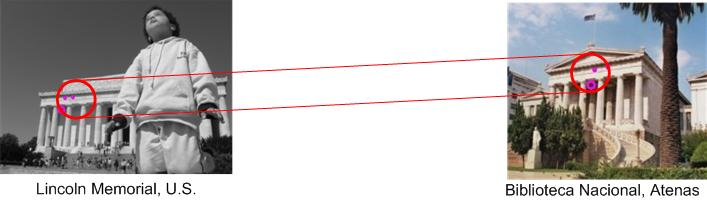 Lincoln Memorial, U.S.
Biblioteca Nacional, Atenas